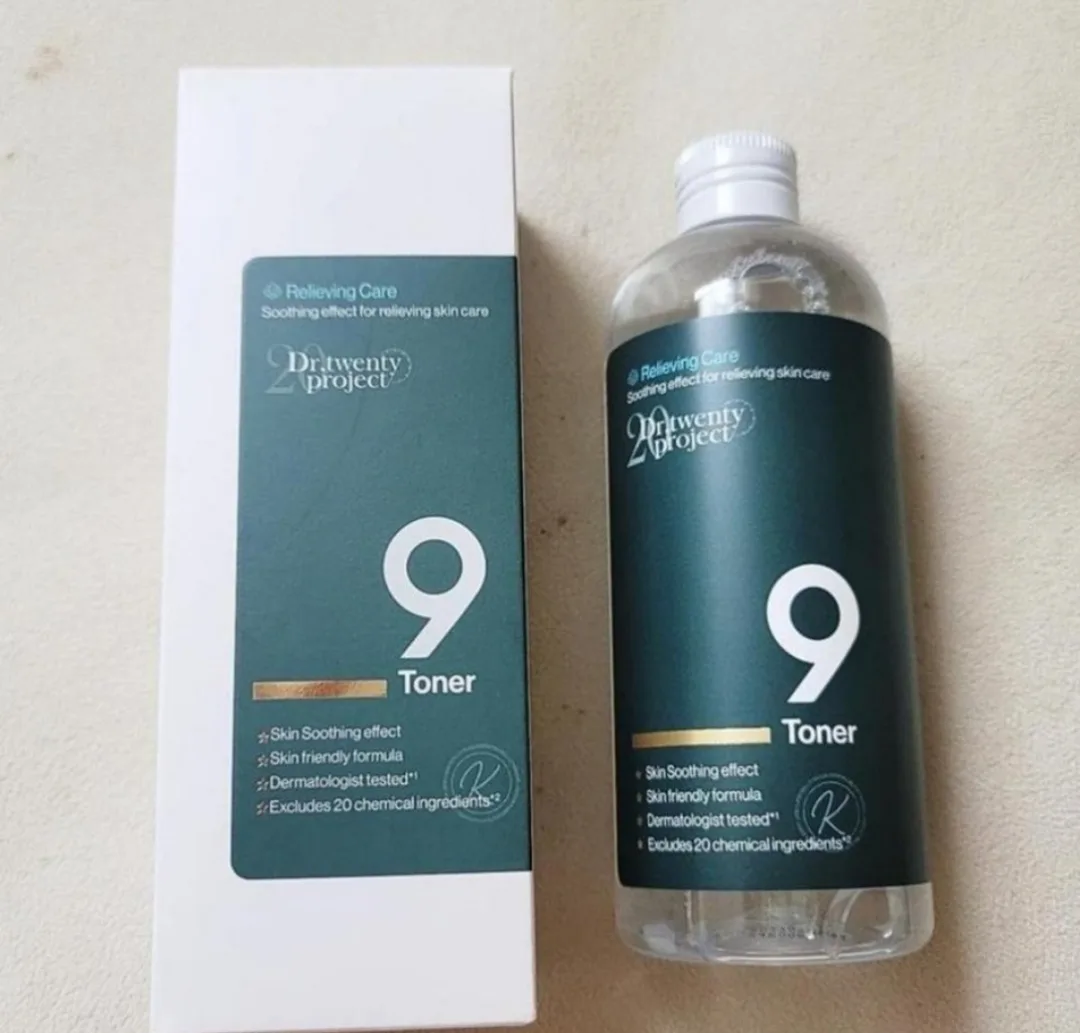 Relieving Care
Soothing effect for relieving skin care
20
Dr.twenty
project
9
Toner
Skin Soothing effect
Skin friendly formula
Dermatologist tested*1
Excludes 20 chemical ingredients*2
K
Relieving Care
Soothing effect for relieving skin care
20
Dr.twenty
project
9
Toner
Skin Soothing effect
Skin friendly formula
Dermatologist tested*1
Excludes 20 chemical ingredients*2
K